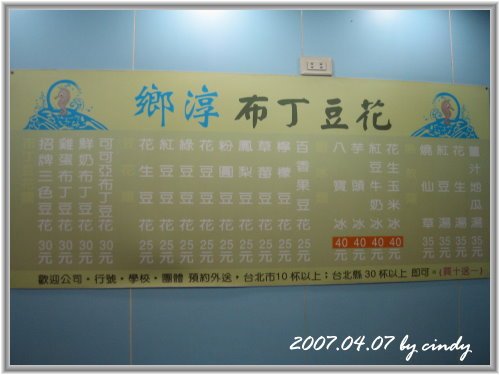 鄉淳 布丁豆花
招牌三色豆花 30元
雞蛋布丁豆花 30元
鮮奶布丁豆花 30元
可可亞布丁豆花 30元
花生豆花 25元
紅豆豆花 25元
綠豆豆花 25元
花豆豆花 25元
粉圓豆花 25元
鳳梨豆花 25元
草莓豆花 25元
檸檬豆花 25元
百香果豆花 25元
八寶冰 40元
芋頭冰 40元
紅豆牛奶冰 40元
花生玉米冰 40元
燒仙草 35元
紅豆湯 35元
花生湯 35元
薑汁地瓜湯 35元
歡迎公司・行號・學校・團體 預約外送，台北市10杯以上；台北縣30杯以上 即可。(買十送一)
2007.04.07 by cindy